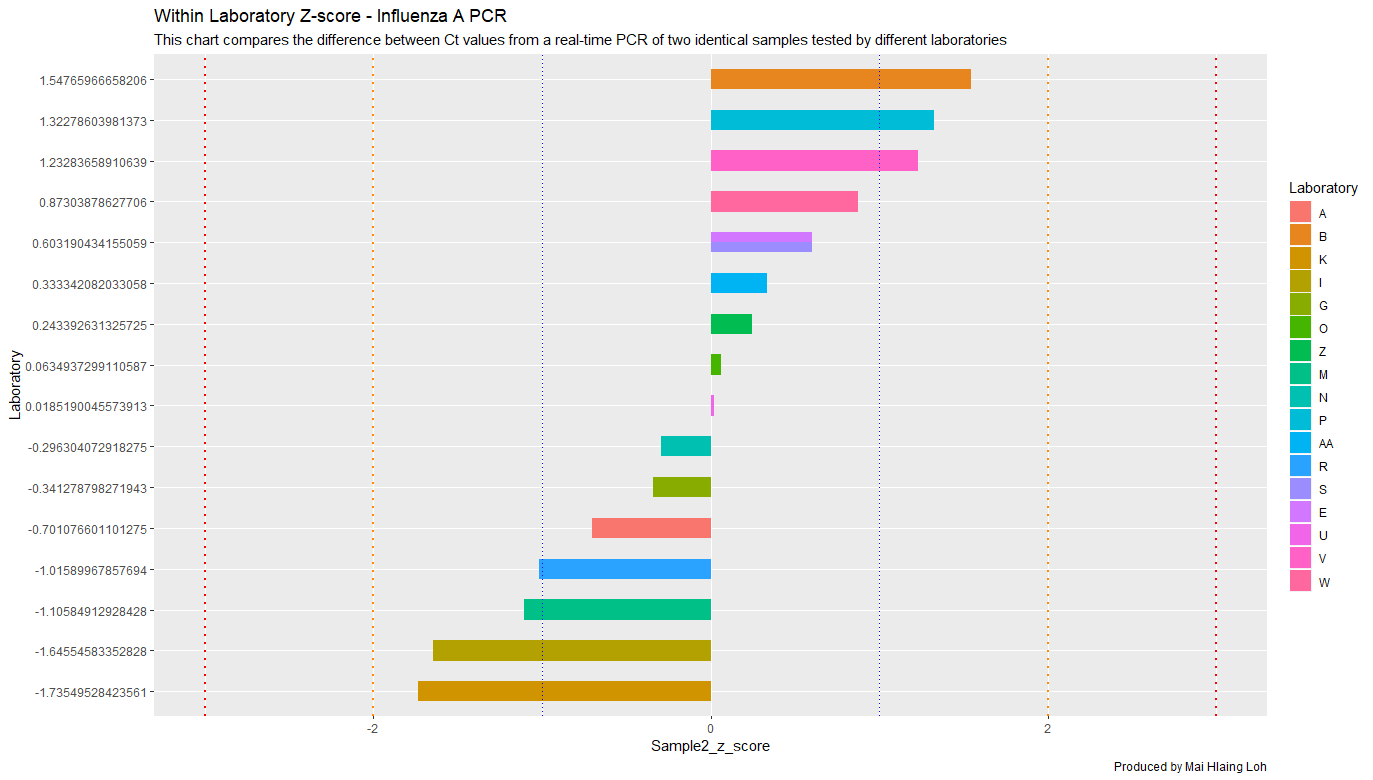 Within Laboratory Z-score - Influenza A PCR
This chart compares the difference between Ct values from a real-time PCR of two identical samples tested by different laboratories
Laboratory
1.54765966658206
1.32278603981373
1.23283658910639
0.87303878627706
0.603190434155059
0.333342082033058
0.243392631325725
0.0634937299110587
0.0185190045573913
-0.296304072918275
-0.341278798271943
-0.701076601101275
-1.01589967857694
-1.10584912928428
-1.64554583352828
-1.73549528423561
-2
0
2
Sample2_z_score
Laboratory
A
B
K
I
G
O
Z
M
N
P
AA
R
S
E
U
V
W
Produced by Mai Hlaing Loh